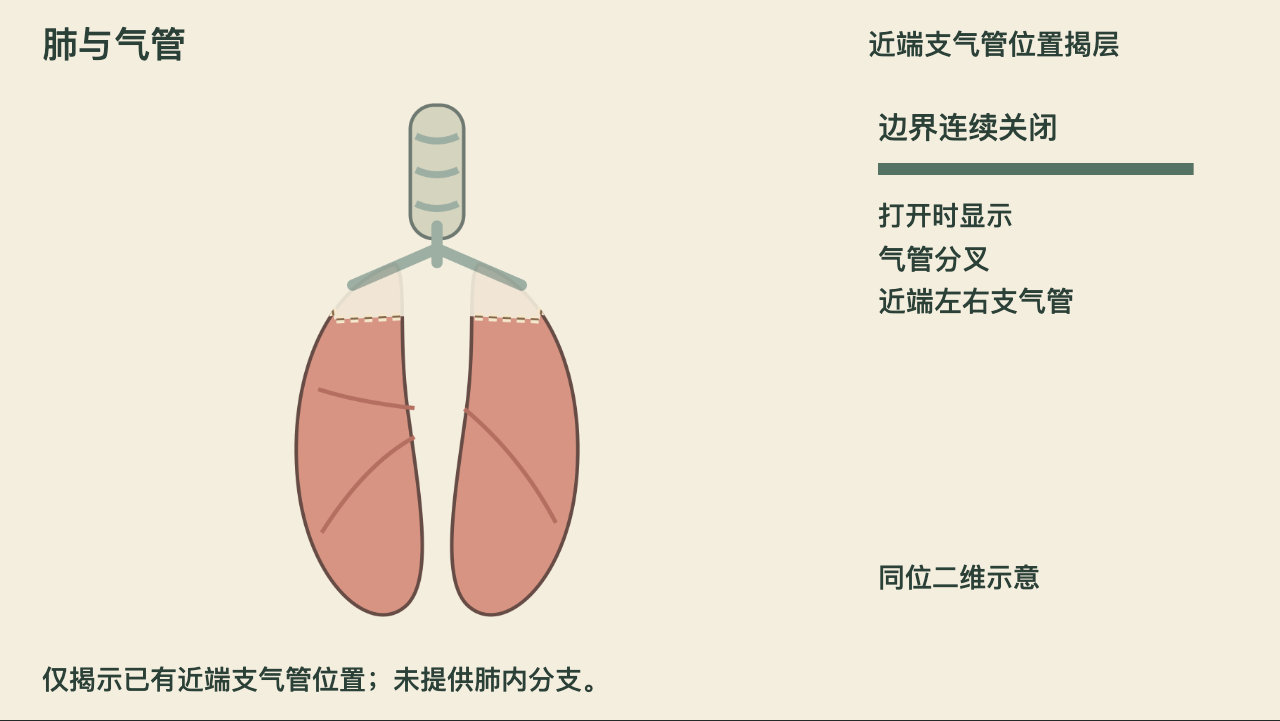 肺与气管
近端支气管位置揭层
边界连续关闭
打开时显示
气管分叉
近端左右支气管
同位二维示意
仅揭示已有近端支气管位置；未提供肺内分支。